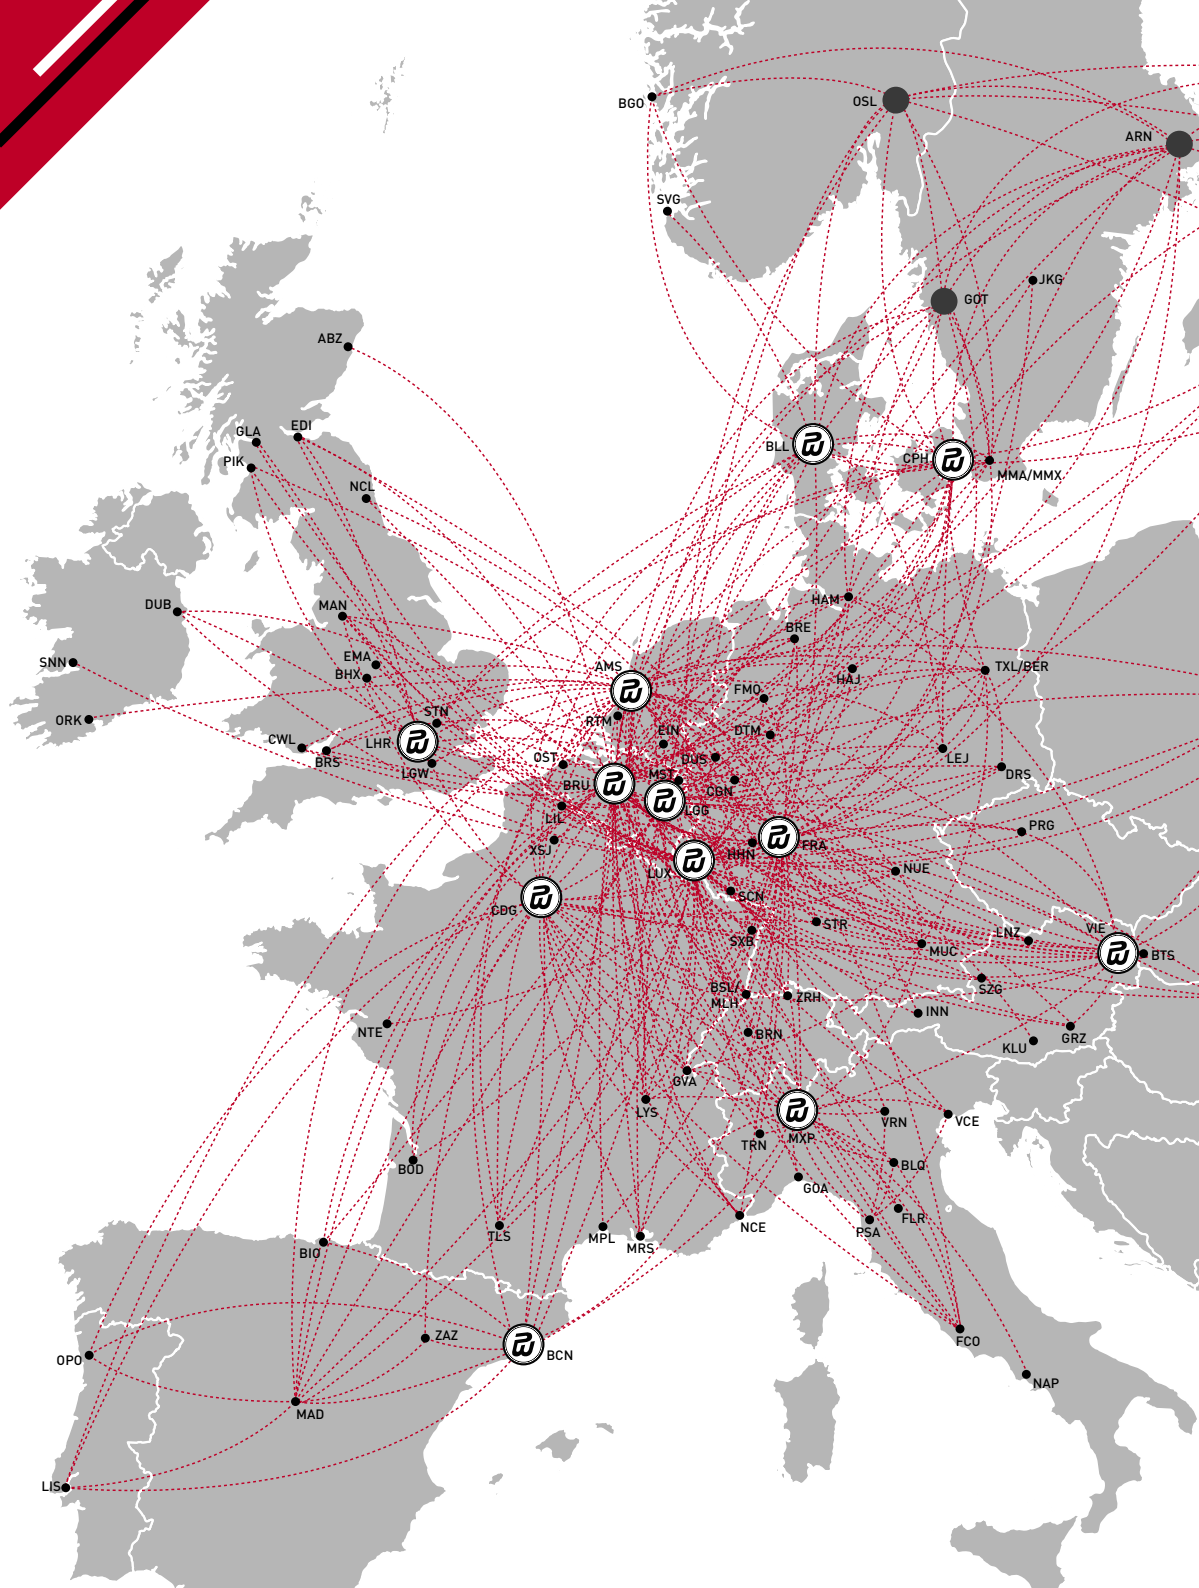 BGO
OSL
ARN
SVG
JKG
GOT
ABZ
GLA
EDI
PIK
BLL
CPH
MMA/MMX
NCL
DUB
MAN
HAM
BRE
SNN
EMA
BHX
AMS
TXL/BER
HAJ
FMO
ORK
STN
RTM
EIN
DTM
CWL
LHR
BRS
LGW
OST
DUS
LEJ
BRU
MST
CGN
DRS
LGG
LIL
PRG
XSJ
HHN
FRA
LUX
NUE
SCN
CDG
STR
SXB
LNZ
VIE
MUC
BTS
BSL/
MLH
ZRH
SZG
NTE
BRN
INN
KLU
GRZ
GVA
LYS
MXP
VRN
VCE
TRN
BOD
BLQ
GOA
NCE
FLR
PSA
TLS
MPL
MRS
BIO
ZAZ
BCN
FCO
OPO
NAP
MAD
LIS